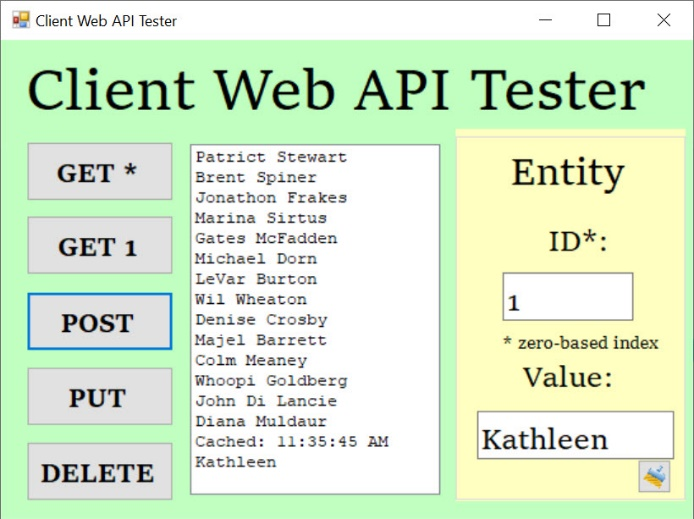 Client Web API Tester
Client Web API Tester
GET *
GET 1
POST
PUT
DELETE
Patrict Stewart
Brent Spiner
Jonathon Frakes
Marina Sirtus
Gates McFadden
Michael Dorn
LeVar Burton
Wil Wheaton
Denise Crosby
Majel Barrett
Colm Meaney
Whoopi Goldberg
John Di Lancie
Diana Muldaur
Cached: 11:35:45 AM
Kathleen
Entity
ID*:
1
* zero-based index
Value:
Kathleen